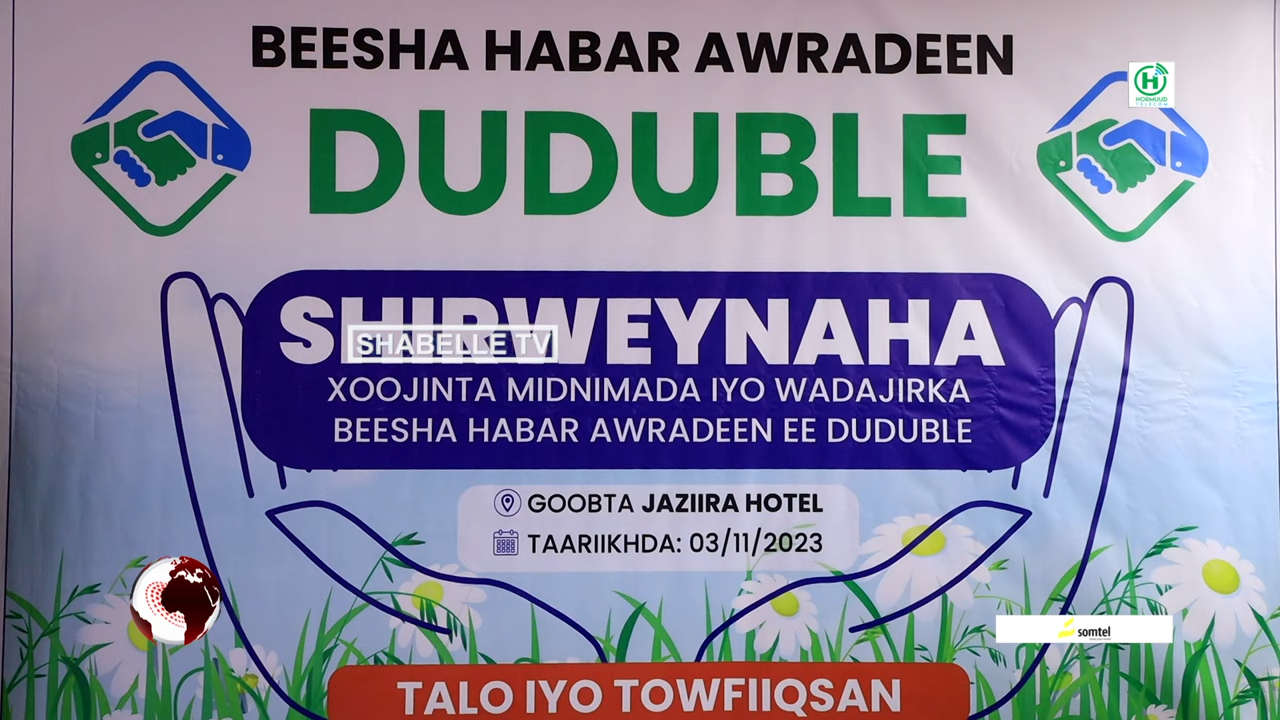 BEESHA HABAR AWRADEEN
DUDUBLE
H
HORMUUD
TELECOM
SHIRWEYNAHA
SHABELLE TV
XOOJINTA MIDNIMADA IYO WADAJIRKA
BEESHA HABAR AWRADEEN EE DUDUBLE
GOOBTA JAZIIRA HOTEL
TAARIIKHDA: 03/11/2023
somtel
TALO IYO TOWFIIQSAN